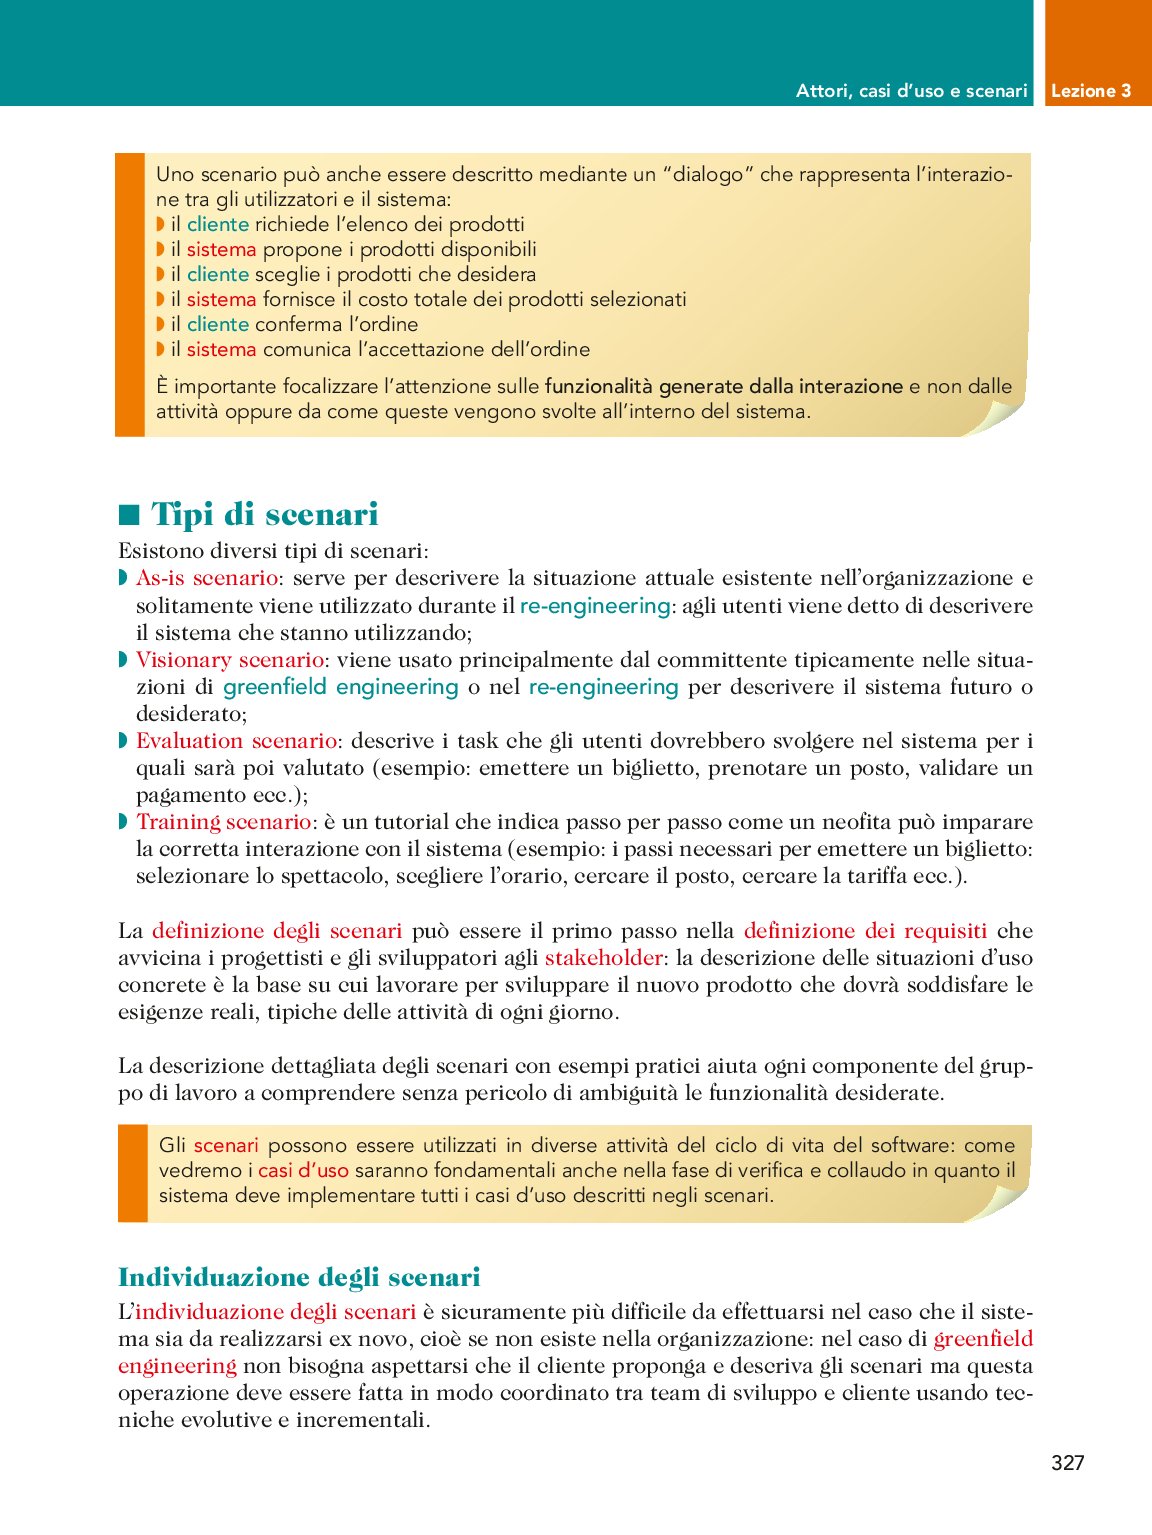 Attori, casi d'uso e scenari Lezione 3
Uno scenario può anche essere descritto mediante un “dialogo” che rappresenta l'interazio-
ne tra gli utilizzatori e il sistema:
◗ il cliente richiede l'elenco dei prodotti
◗ il sistema propone i prodotti disponibili
◗ il cliente sceglie i prodotti che desidera
◗ il sistema fornisce il costo totale dei prodotti selezionati
◗ il cliente conferma l'ordine
◗ il sistema comunica l'accettazione dell'ordine
È importante focalizzare l'attenzione sulle funzionalità generate dalla interazione e non dalle
attività oppure da come queste vengono svolte all'interno del sistema.
■ Tipi di scenari
Esistono diversi tipi di scenari:
◗ As-is scenario: serve per descrivere la situazione attuale esistente nell'organizzazione e
solitamente viene utilizzato durante il re-engineering: agli utenti viene detto di descrivere
il sistema che stanno utilizzando;
◗ Visionary scenario: viene usato principalmente dal committente tipicamente nelle situa-
zioni di greenfield engineering o nel re-engineering per descrivere il sistema futuro o
desiderato;
◗ Evaluation scenario: descrive i task che gli utenti dovrebbero svolgere nel sistema per i
quali sarà poi valutato (esempio: emettere un biglietto, prenotare un posto, validare un
pagamento ecc.);
◗ Training scenario: è un tutorial che indica passo per passo come un neofita può imparare
la corretta interazione con il sistema (esempio: i passi necessari per emettere un biglietto:
selezionare lo spettacolo, scegliere l'orario, cercare il posto, cercare la tariffa ecc.).
La definizione degli scenari può essere il primo passo nella definizione dei requisiti che
avvicina i progettisti e gli sviluppatori agli stakeholder: la descrizione delle situazioni d'uso
concrete è la base su cui lavorare per sviluppare il nuovo prodotto che dovrà soddisfare le
esigenze reali, tipiche delle attività di ogni giorno.
La descrizione dettagliata degli scenari con esempi pratici aiuta ogni componente del grup-
po di lavoro a comprendere senza pericolo di ambiguità le funzionalità desiderate.
Gli scenari possono essere utilizzati in diverse attività del ciclo di vita del software: come
vedremo i casi d'uso saranno fondamentali anche nella fase di verifica e collaudo in quanto il
sistema deve implementare tutti i casi d'uso descritti negli scenari.
Individuazione degli scenari
L'individuazione degli scenari è sicuramente più difficile da effettuarsi nel caso che il siste-
ma sia da realizzarsi ex novo, cioè se non esiste nella organizzazione: nel caso di greenfield
engineering non bisogna aspettarsi che il cliente proponga e descriva gli scenari ma questa
operazione deve essere fatta in modo coordinato tra team di sviluppo e cliente usando tec-
niche evolutive e incrementali.
327